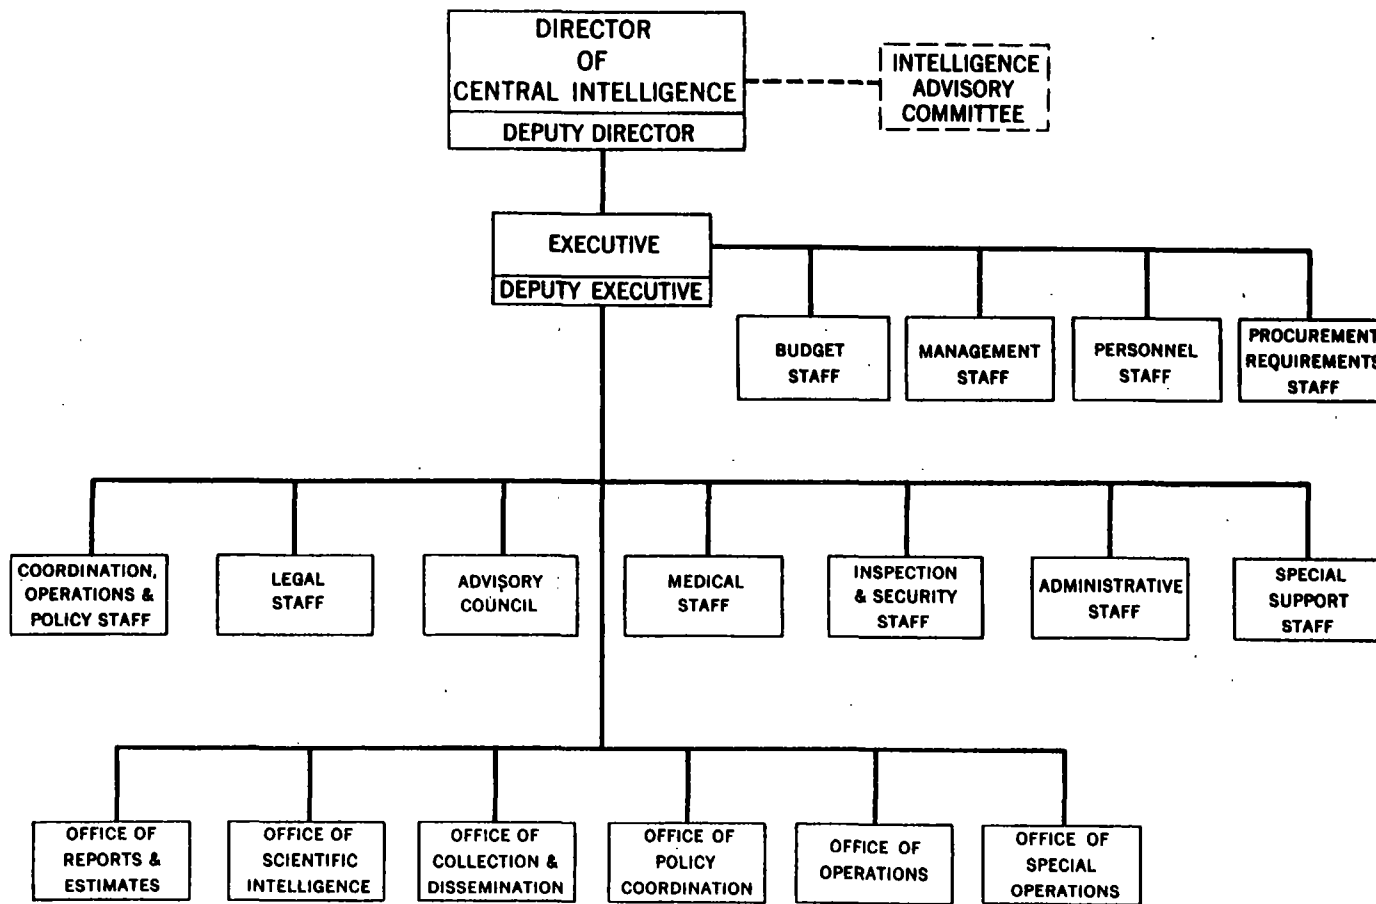 DIRECTOR
OF
CENTRAL INTELLIGENCE
DEPUTY DIRECTOR
INTELLIGENCE
ADVISORY
COMMITTEE
EXECUTIVE
DEPUTY EXECUTIVE
BUDGET
STAFF
MANAGEMENT
STAFF
PERSONNEL
STAFF
PROCUREMENT
REQUIREMENTS
STAFF
COORDINATION,
OPERATIONS &
POLICY STAFF
LEGAL
STAFF
ADVISORY
COUNCIL
MEDICAL
STAFF
INSPECTION
& SECURITY
STAFF
ADMINISTRATIVE
STAFF
SPECIAL
SUPPORT
STAFF
OFFICE OF
REPORTS &
ESTIMATES
OFFICE OF
SCIENTIFIC
INTELLIGENCE
OFFICE OF
COLLECTION &
DISSEMINATION
OFFICE OF
POLICY
COORDINATION
OFFICE OF
OPERATIONS
OFFICE OF
SPECIAL
OPERATIONS